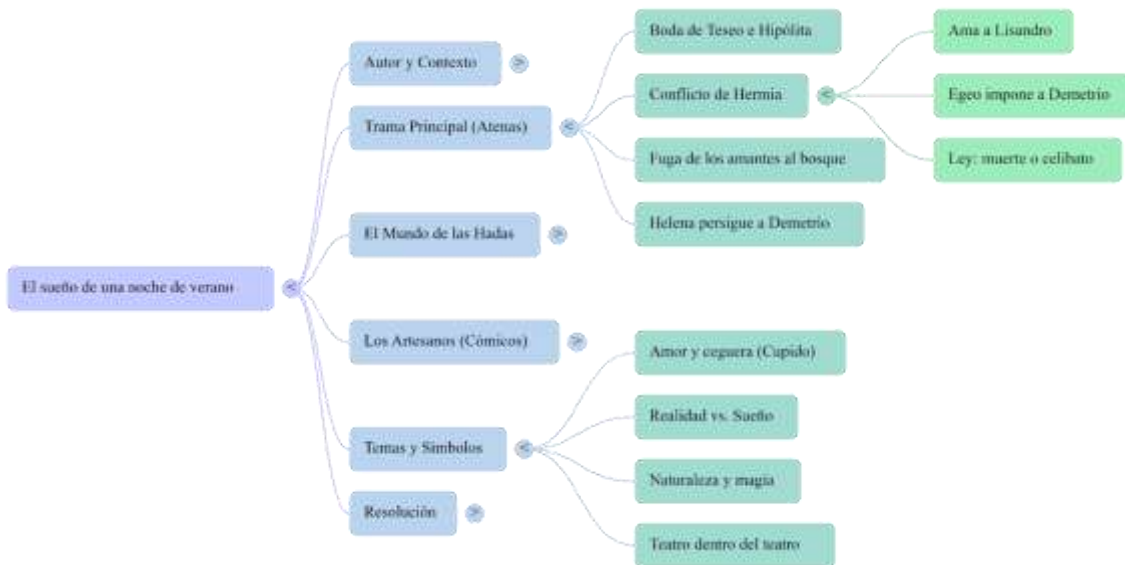 El sueño de una noche de verano
Autor y Contexto
Trama Principal (Atenas)
Boda de Teseo e Hipólita
Conflicto de Hermia
Ama a Lisandro
Egeo impone a Demetrio
Ley: muerte o celibato
Fuga de los amantes al bosque
Helena persigue a Demetrio
El Mundo de las Hadas
Los Artesanos (Cómicos)
Temas y Símbolos
Amor y ceguera (Cupido)
Realidad vs. Sueño
Naturaleza y magia
Teatro dentro del teatro
Resolución